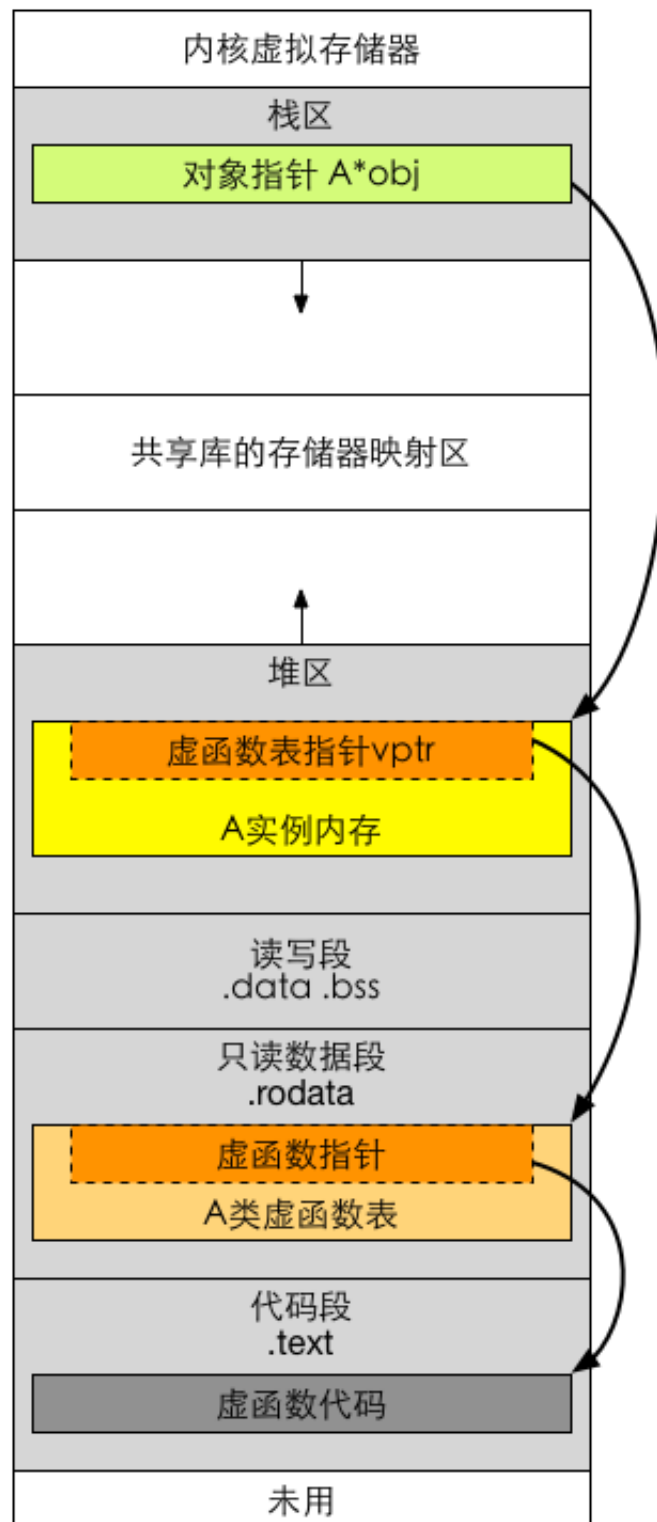 内核虚拟存储器
栈区
对象指针 A*obj
共享库的存储器映射区
堆区
虚函数表指针vptr
A实例内存
读写段
.data .bss
只读数据段
.rodata
虚函数指针
A类虚函数表
代码段
.text
虚函数代码
未用